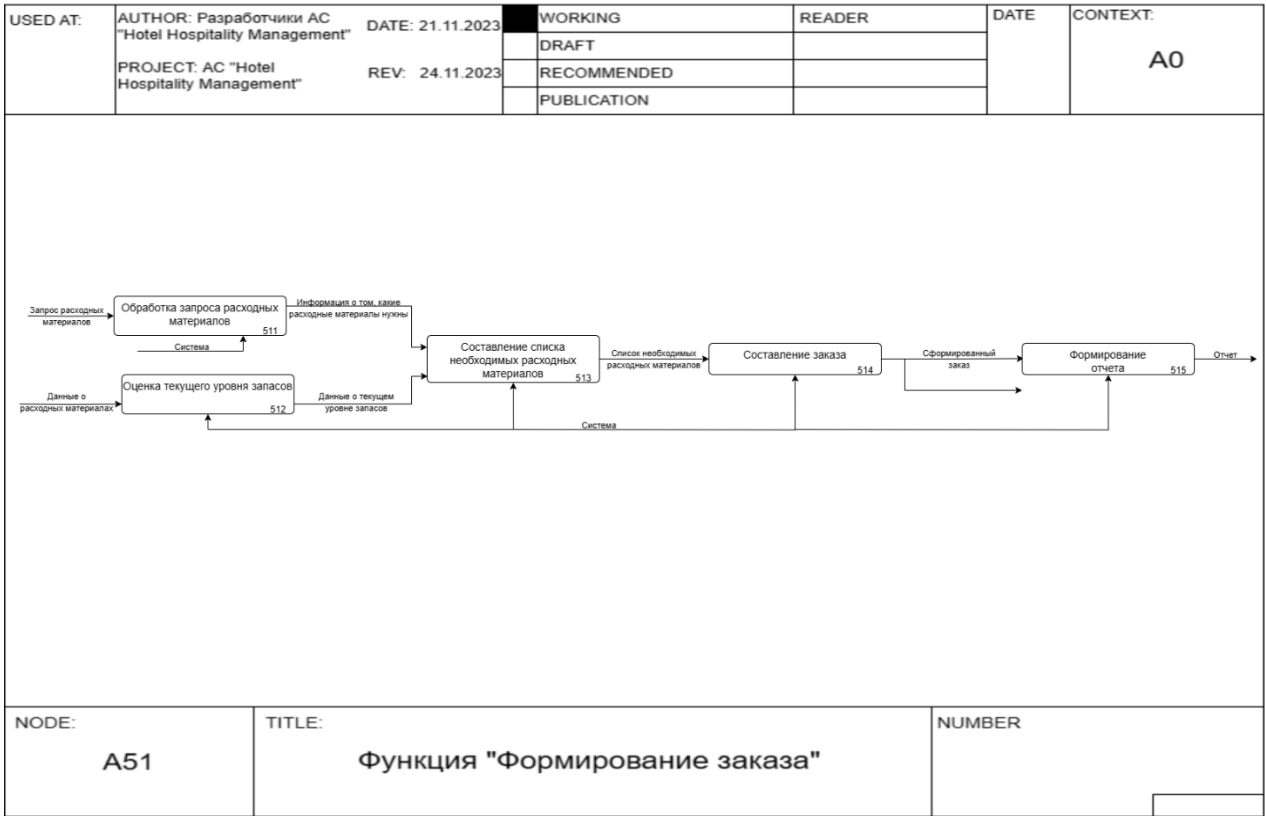 USED AT:
AUTHOR: Разработчики АС
"Hotel Hospitality Management"
DATE: 21.11.2023
PROJECT: АС "Hotel
Hospitality Management"
REV: 24.11.2023
WORKING
DRAFT
RECOMMENDED
PUBLICATION
READER
DATE
CONTEXT:
A0
Запрос расходных
материалов
Обработка запроса расходных
материалов
511
Система
Информация о том, какие
расходные материалы нужны
Данные о
расходных материалах
Оценка текущего уровня запасов
512
Данные о текущем
уровне запасов
Составление списка
необходимых расходных
материалов
513
Список необходимых
расходных материалов
Составление заказа
514
Сформированный
заказ
Формирование
отчета
515
Отчет
Система
NODE:
A51
TITLE:
Функция "Формирование заказа"
NUMBER